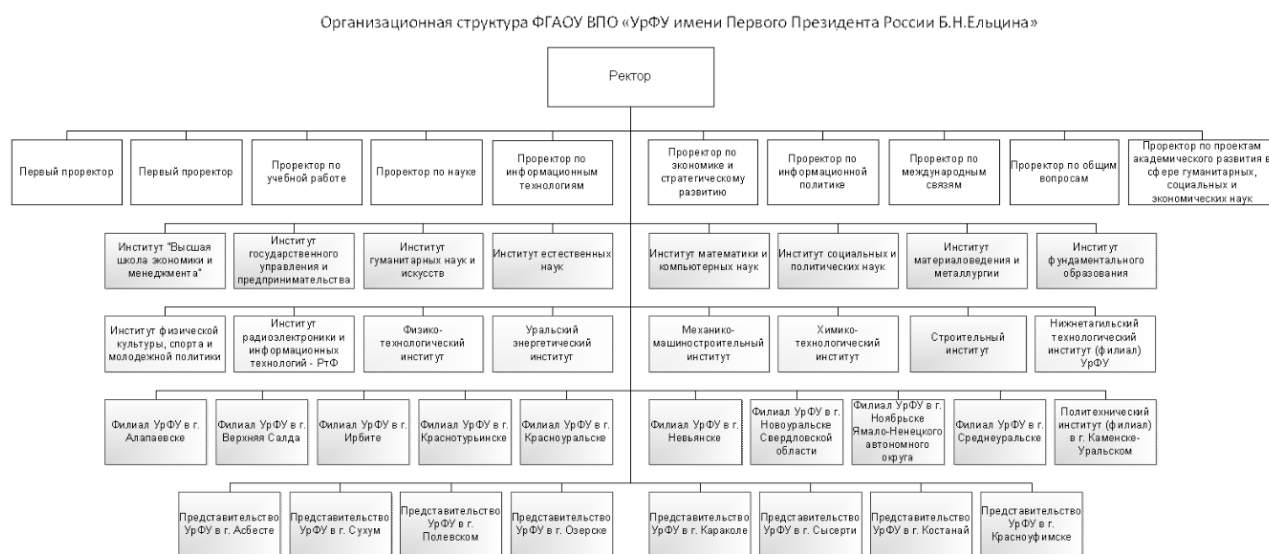 Организационная структура ФГАОУ ВПО «УрФУ имени Первого Президента России Б.Н.Ельцина»
Ректор
Первый проректор
Первый проректор
Проректор по
учебной работе
Проректор по науке
Проректор по
информационным
технологиям
Проректор по
экономике и
стратегическому
развитию
Проректор по
информационной
политике
Проректор по
международным
связям
Проректор по общим
вопросам
Проректор по проектам
академического развития в
сфере гуманитарных,
социальных и
экономических наук
Институт "Высшая
школа экономики и
менеджмента"
Институт
государственного
управления и
предпринимательства
Институт
гуманитарных наук и
искусств
Институт естественных
наук
Институт математики и
компьютерных наук
Институт социальных и
политических наук
Институт
материаловедения и
металлургии
Институт
фундаментального
образования
Институт физической
культуры, спорта и
молодежной политики
Институт
радиоэлектроники и
информационных
технологий - РтФ
Физико-
технологический
институт
Уральский
энергетический
институт
Механико-
машиностроительный
институт
Химико-
технологический
институт
Строительный
институт
Нижнетагильский
технологический
институт (филиал)
УрФУ
Филиал УрФУ в г.
Алапаевске
Филиал УрФУ в г.
Верхняя Салда
Филиал УрФУ в г.
Ирбите
Филиал УрФУ в г.
Краснотурьинске
Филиал УрФУ в г.
Красноуральске
Филиал УрФУ в г.
Невьянске
Филиал УрФУ в г.
Новоуральске
Свердловской
области
Филиал УрФУ в г.
Ноябрьске
Ямало-Ненецкого
автономного
округа
Филиал УрФУ в г.
Среднеуральске
Политехнический
институт (филиал)
в г. Каменске-
Уральском
Представительство
УрФУ в г. Асбесте
Представительство
УрФУ в г. Сухум
Представительство
УрФУ в г.
Полевском
Представительство
УрФУ в г. Озерске
Представительство
УрФУ в г. Караколе
Представительство
УрФУ в г. Сысерти
Представительство
УрФУ в г. Костанай
Представительство
УрФУ в г.
Красноуфимске